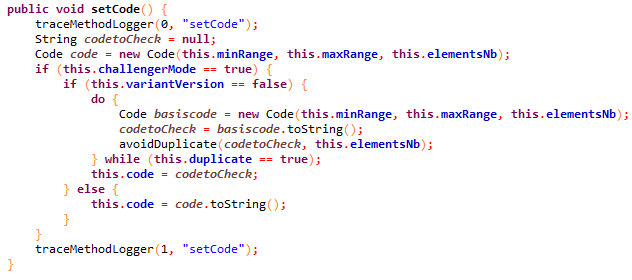 public void setCode() {
    traceMethodLogger(0, "setCode");
    String codetoCheck = null;
    Code code = new Code(this.minRange, this.maxRange, this.elementsNb);
    if (this.challengerMode == true) {
        if (this.variantVersion == false) {
            do {
                Code basiscode = new Code(this.minRange, this.maxRange, this.elementsNb);
                codetoCheck = basiscode.toString();
                avoidDuplicate(codetoCheck, this.elementsNb);
            } while (this.duplicate == true);
            this.code = codetoCheck;
        } else {
            this.code = code.toString();
        }
    }
    traceMethodLogger(1, "setCode");
}